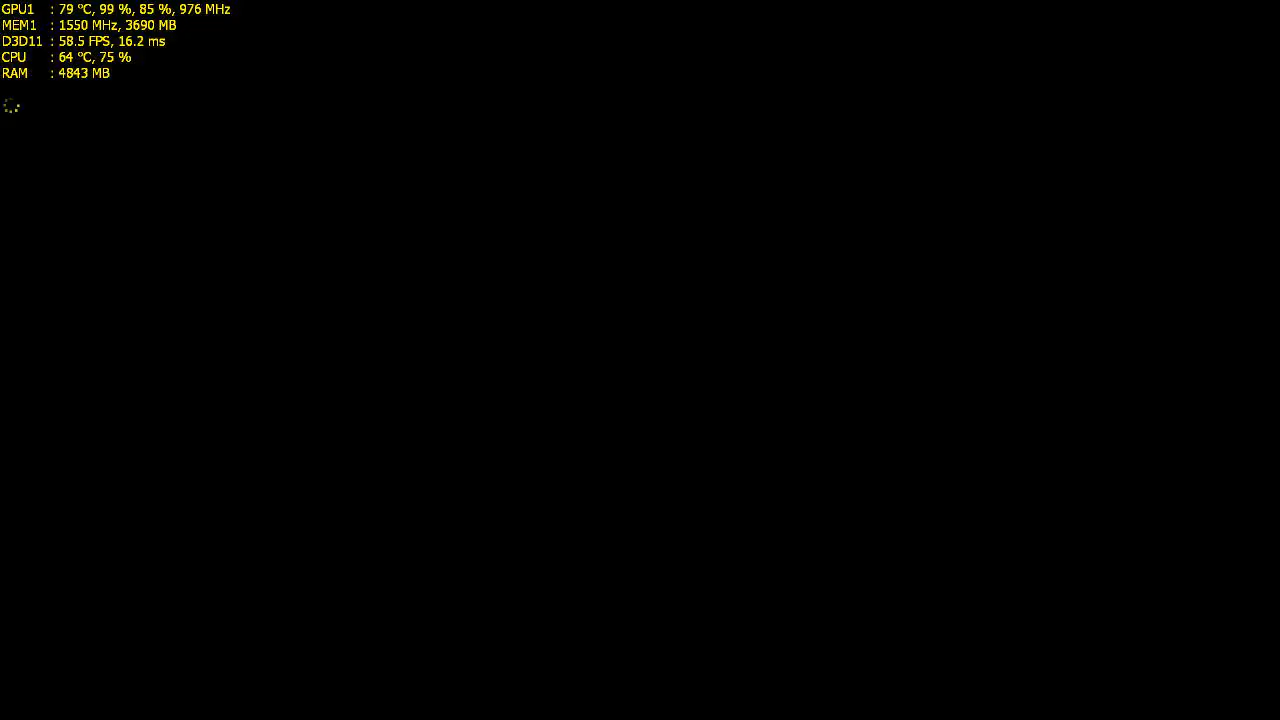 GPU1 : 79 °C, 99 %, 85 %, 976 MHz
MEM1 : 1550 MHz, 3690 MB
D3D11 : 58.5 FPS, 16.2 ms
CPU : 64 °C, 75 %
RAM : 4843 MB